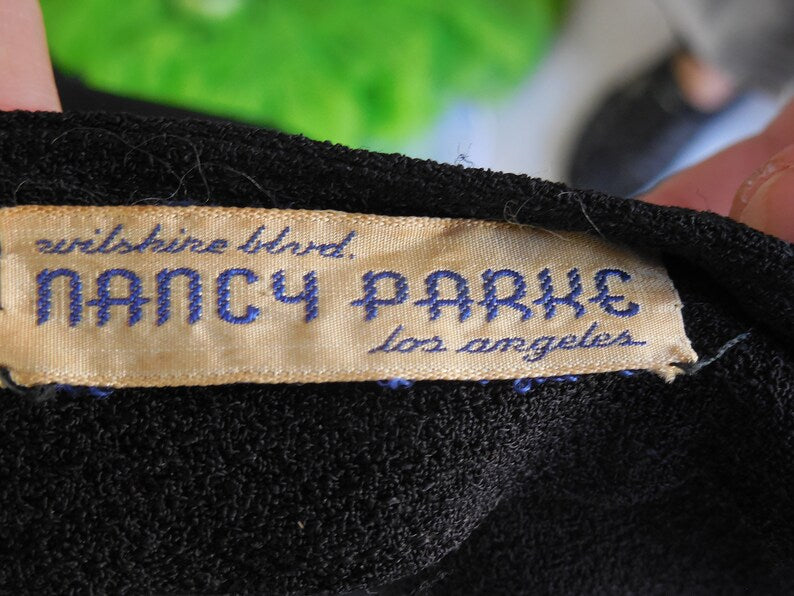 wilshire blvd.
NANCY PARKE
los angeles